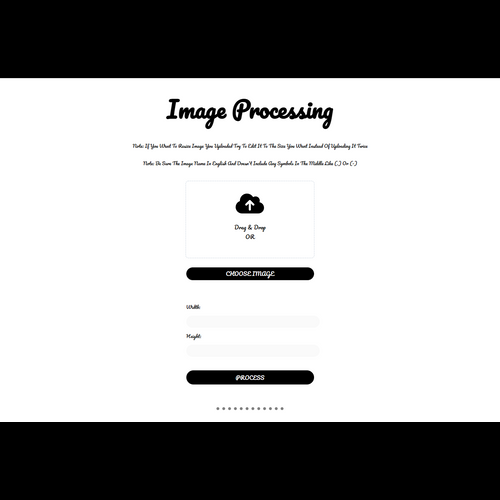 Image Processing
Note: If You Want To Resize Image You Uploaded Try To Edit It To The Size You Want Instead Of Uploading It Twice
Note: Be Sure The Image Name In English And Doesn't Include Any Symbols In The Middle Like (.) Or (-)
Drag & Drop
OR
CHOOSE IMAGE
Width:
Height:
PROCESS